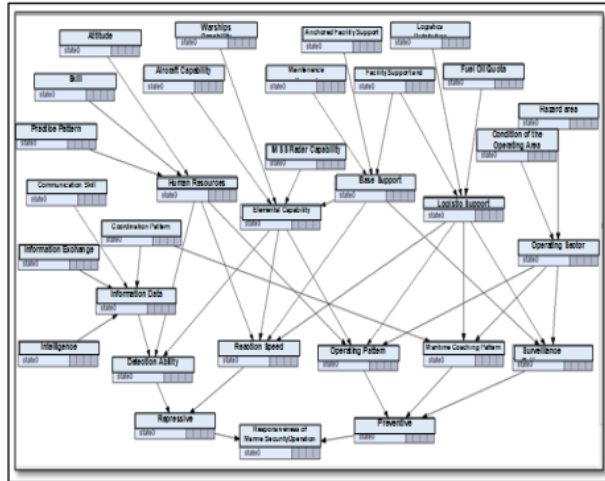 Attitude
state0
Warships
Capability
state0
Anchored Facility Support
state0
Logistics
state0
Skill
state0
Aircraft Capability
state0
Maintenance
state0
Facility Support and
state0
Fuel Oil Quota
state0
Hazard area
state0
Practice Pattern
state0
Radar Capability
state0
Condition of the
Operating Area
state0
Communication Skill
state0
Human Resources
state0
Base Support
state0
Elemental Capability
state0
Logistic Support
state0
Coordination Pattern
state0
Information Exchange
state0
Operating Sector
state0
Information Data
state0
Intelligence
state0
Detection Ability
state0
Reaction Speed
state0
Operating Pattern
state0
Maritime Coaching Pattern
state0
Surveillance
state0
Repressive
state0
Responsiveness of
Marine Security Operation
state0
Preventive
state0